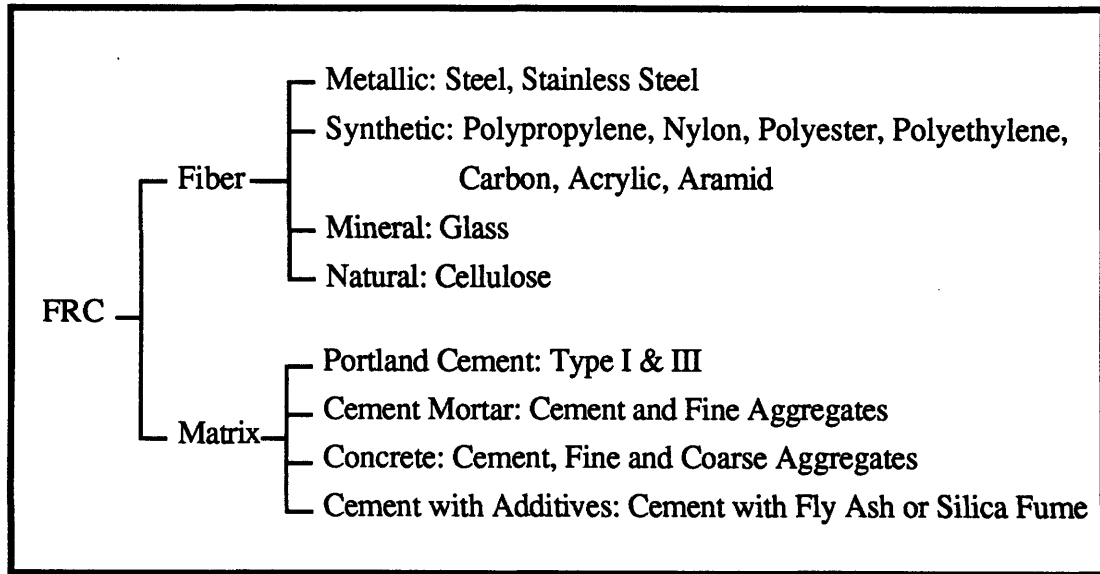 Metallic: Steel, Stainless Steel
Synthetic: Polypropylene, Nylon, Polyester, Polyethylene,
Carbon, Acrylic, Aramid
Fiber
Mineral: Glass
Natural: Cellulose
FRC
Portland Cement: Type I & III
Cement Mortar: Cement and Fine Aggregates
Matrix
Concrete: Cement, Fine and Coarse Aggregates
Cement with Additives: Cement with Fly Ash or Silica Fume